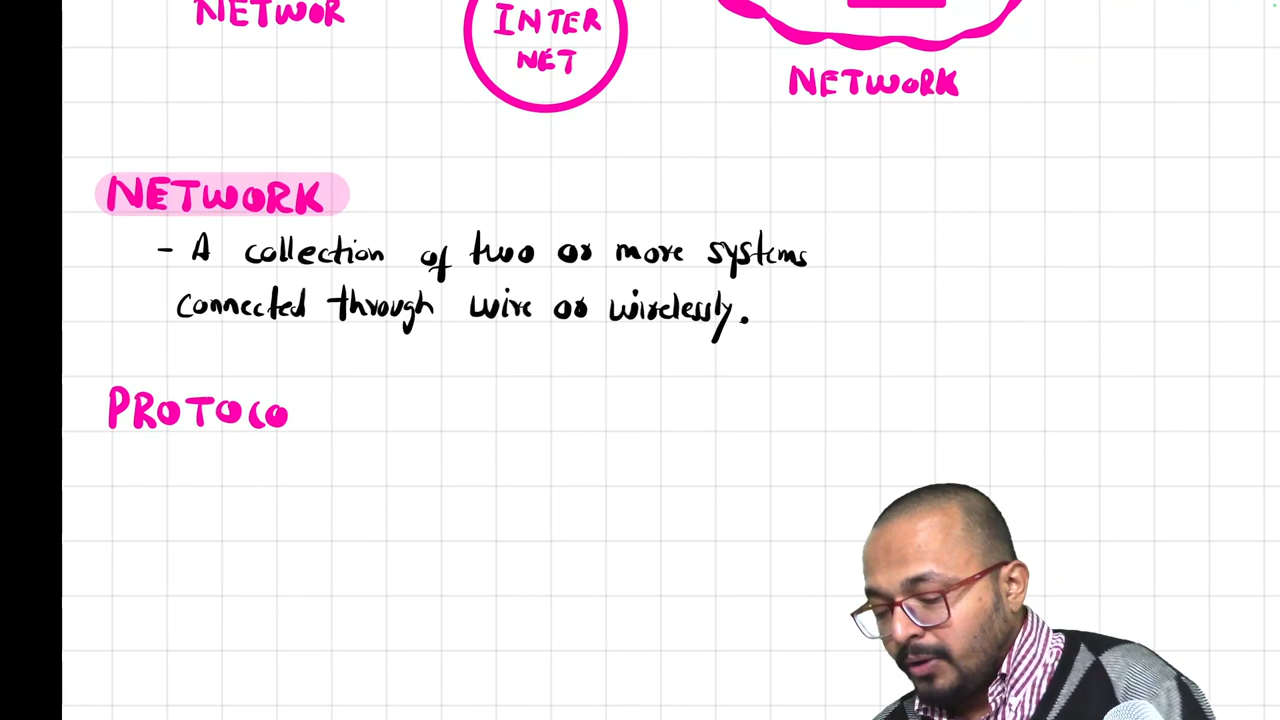 NETWOR
INTER
NET
NETWORK
NETWORK
- A collection of two or more systems
connected through wire or wirelessly.
PROTOCO